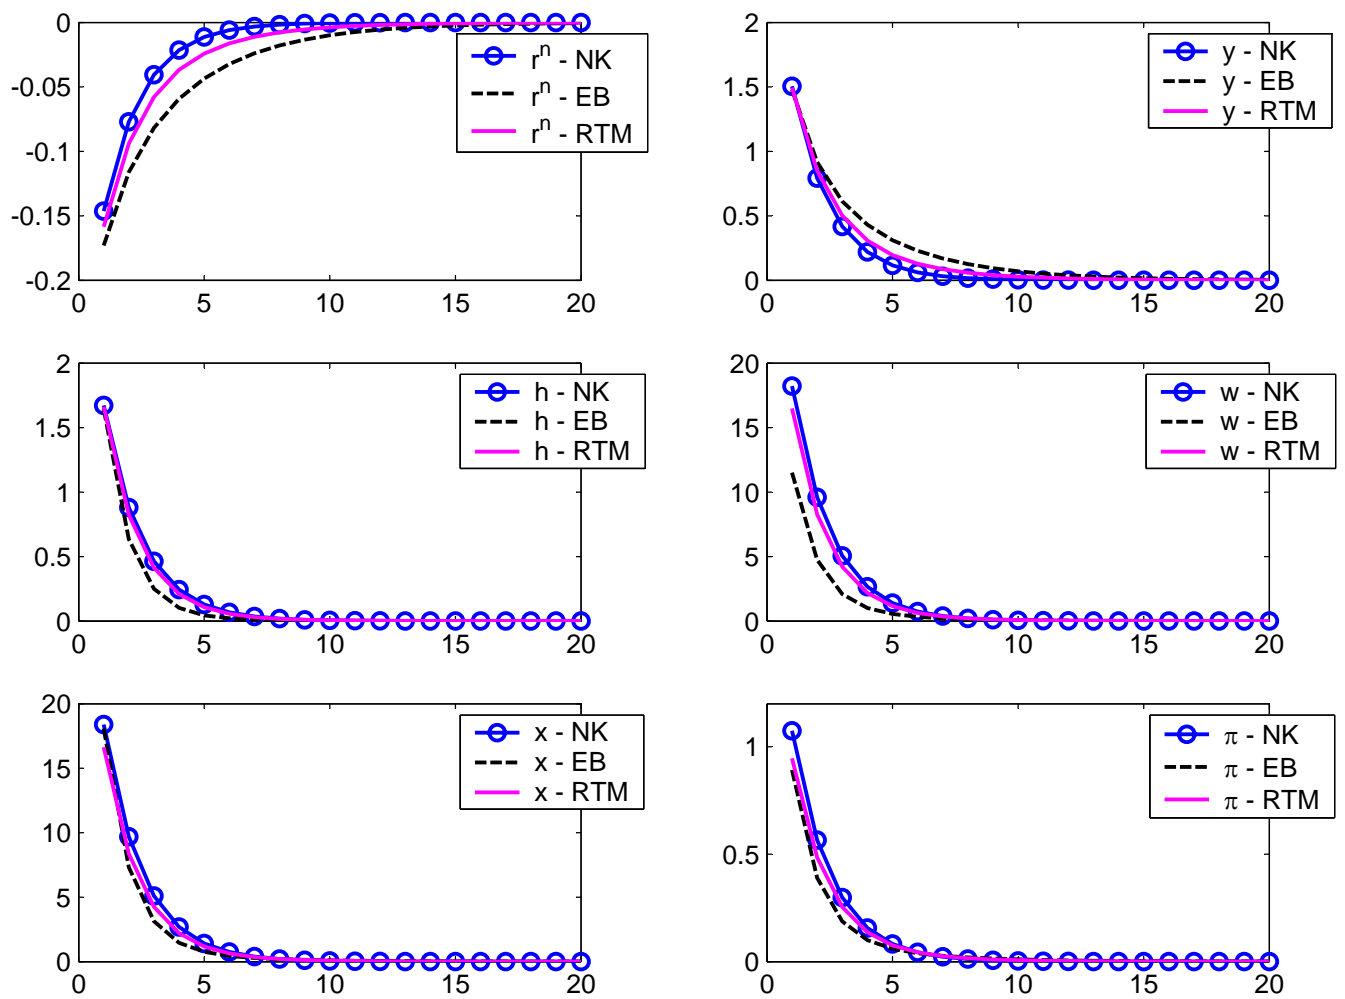 0
-0.05
-0.1
-0.15
-0.2
0 5 10 15 20
rⁿ - NK
rⁿ - EB
rⁿ - RTM
2
1.5
1
0.5
0
0 5 10 15 20
y - NK
y - EB
y - RTM
2
1.5
1
0.5
0
0 5 10 15 20
h - NK
h - EB
h - RTM
20
15
10
5
0
0 5 10 15 20
w - NK
w - EB
w - RTM
20
15
10
5
0
0 5 10 15 20
x - NK
x - EB
x - RTM
1
0.5
0
0 5 10 15 20
π - NK
π - EB
π - RTM